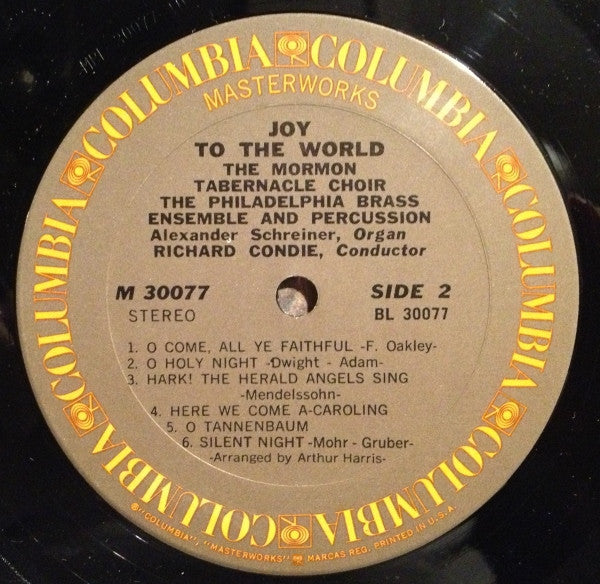 COLUMBIA COLUMBIA COLUMBIA COLUMBIA COLUMBIA COLUMBIA COLUMBIA COLUMBIA
MASTERWORKS
JOY
TO THE WORLD
THE MORMON
TABERNACLE CHOIR
THE PHILADELPHIA BRASS
ENSEMBLE AND PERCUSSION
Alexander Schreiner, Organ
RICHARD CONDIE, Conductor
M 30077
SIDE 2
STEREO
BL 30077
1. O COME, ALL YE FAITHFUL -F. Oakley-
2. O HOLY NIGHT -Dwight - Adam-
3. HARK! THE HERALD ANGELS SING
-Mendelssohn-
4. HERE WE COME A-CAROLING
5. O TANNENBAUM
6. SILENT NIGHT -Mohr - Gruber-
-Arranged by Arthur Harris-
®"COLUMBIA", "MASTERWORKS" MARCAS REG. PRINTED IN U.S.A.